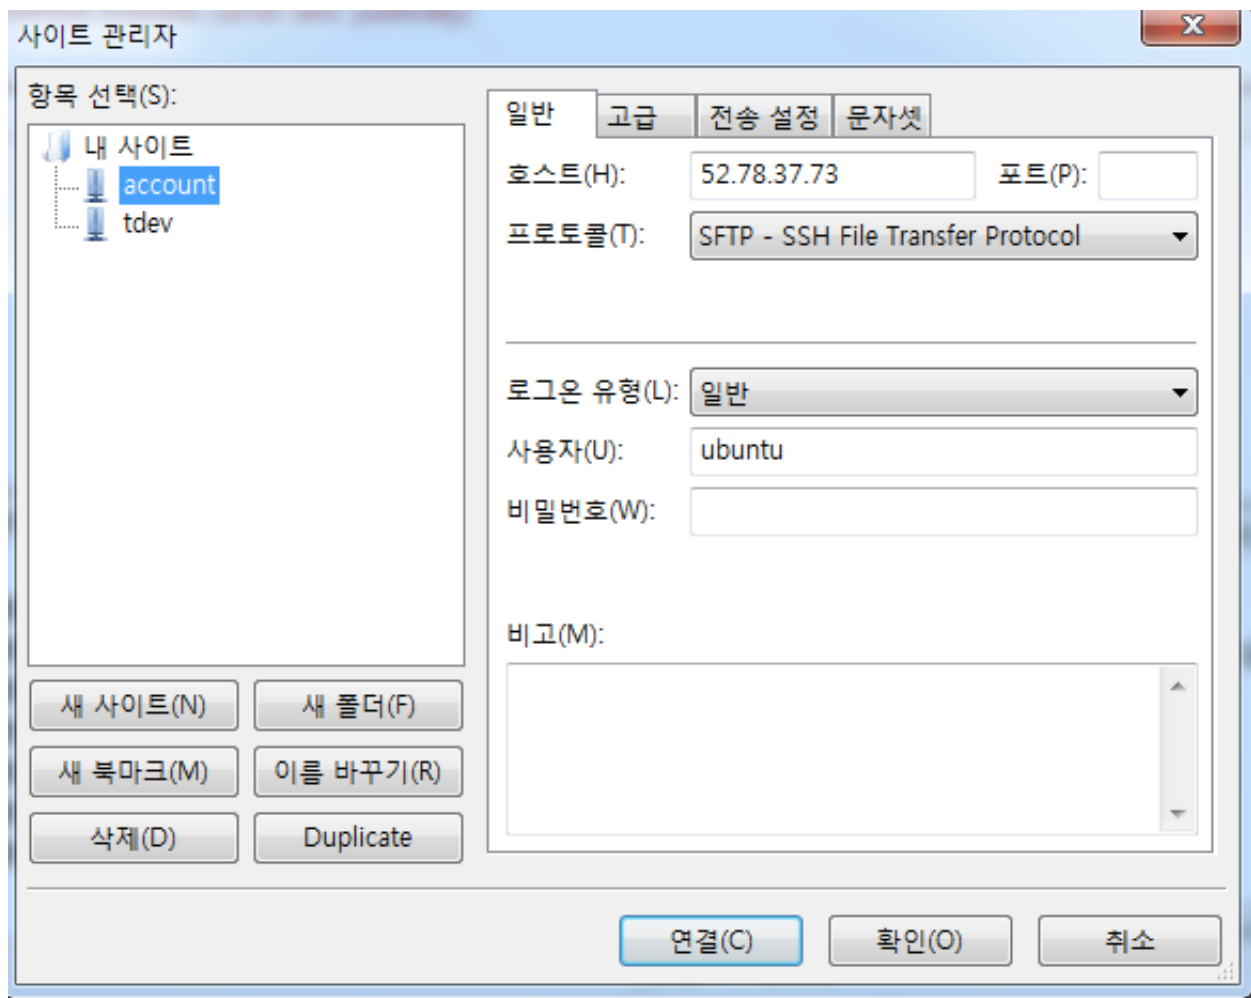 사이트 관리자
항목 선택(S):
내 사이트
account
tdev
새 사이트(N) 새 폴더(F)
새 북마크(M) 이름 바꾸기(R)
삭제(D) Duplicate
일반 고급 전송 설정 문자셋
호스트(H): 52.78.37.73 포트(P):
프로토콜(T): SFTP - SSH File Transfer Protocol
로그온 유형(L): 일반
사용자(U): ubuntu
비밀번호(W):
비고(M):
연결(C) 확인(O) 취소